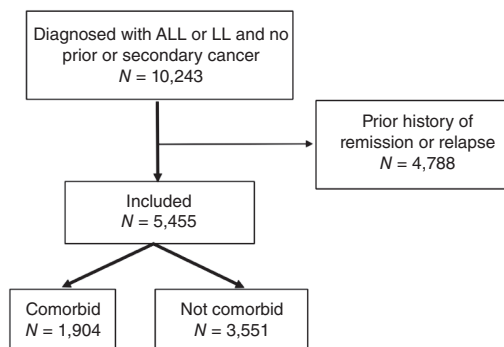 Diagnosed with ALL or LL and no
prior or secondary cancer
N = 10,243
Prior history of
remission or relapse
N = 4,788
Included
N = 5,455
Comorbid
N = 1,904
Not comorbid
N = 3,551